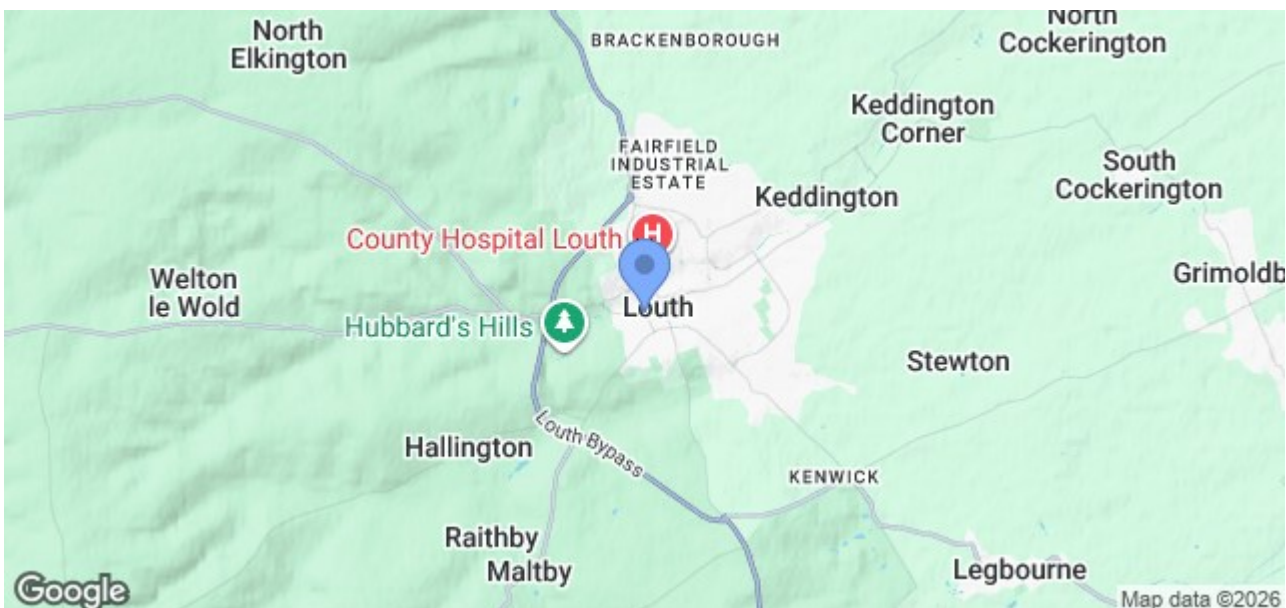 North
Elkington
BRACKENBOROUGH
North
Cockerington
Keddington
Corner
FAIRFIELD
INDUSTRIAL
ESTATE
South
Cockerington
Keddington
County Hospital Louth
H
Welton
le Wold
Grimoldb
Louth
Hubbard's Hills
Stewton
Louth Bypass
Hallington
KENWICK
Raithby
Maltby
Legbourne
Google
Map data ©2026